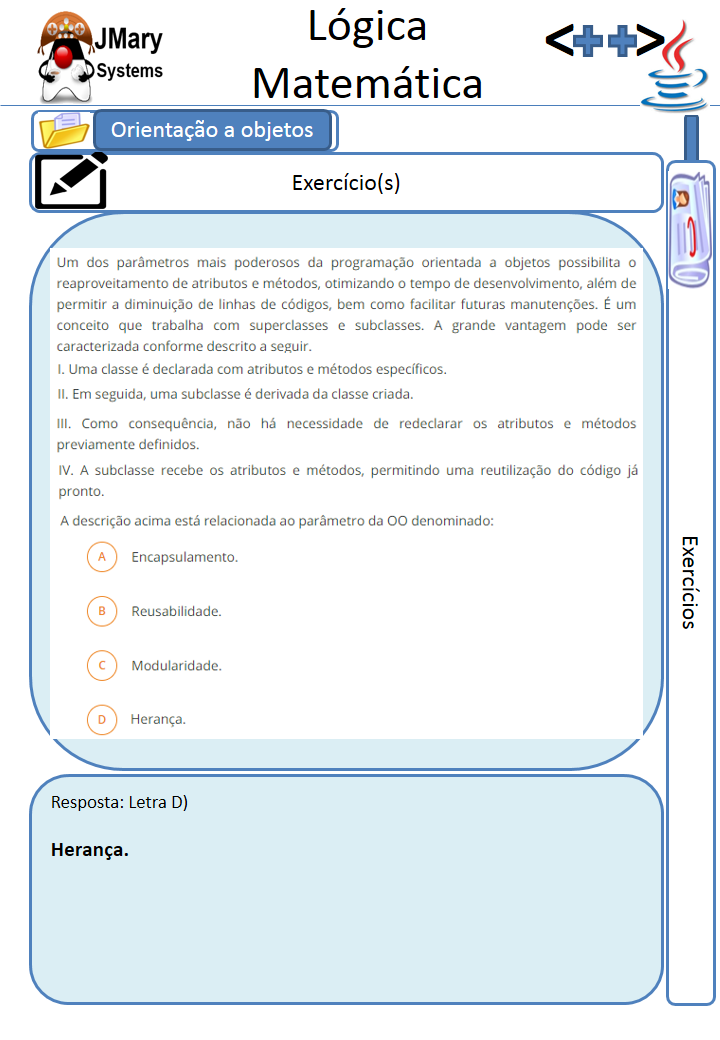 JMary
Systems
Lógica
Matemática
<++>
Orientação a objetos
Exercício(s)
Um dos parâmetros mais poderosos da programação orientada a objetos possibilita o
reaproveitamento de atributos e métodos, otimizando o tempo de desenvolvimento, além de
permitir a diminuição de linhas de códigos, bem como facilitar futuras manutenções. É um
conceito que trabalha com superclasses e subclasses. A grande vantagem pode ser
caracterizada conforme descrito a seguir.
I. Uma classe é declarada com atributos e métodos específicos.
II. Em seguida, uma subclasse é derivada da classe criada.
III. Como consequência, não há necessidade de redeclarar os atributos e métodos
previamente definidos.
IV. A subclasse recebe os atributos e métodos, permitindo uma reutilização do código já
pronto.
A descrição acima está relacionada ao parâmetro da OO denominado:
A Encapsulamento.
B Reusabilidade.
C Modularidade.
D Herança.
Exercícios
Resposta: Letra D)
Herança.